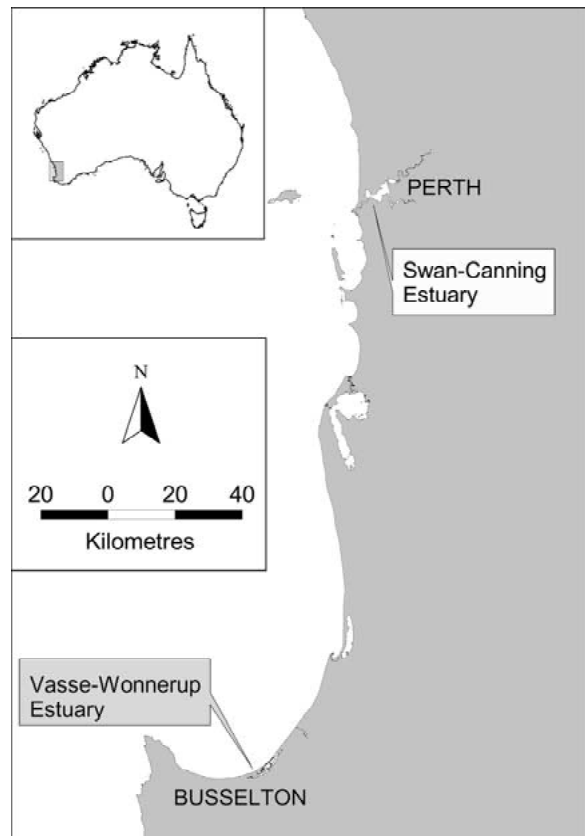 PERTH
Swan-Canning
Estuary
N
20 0 20 40
Kilometres
Vasse-Wonnerup
Estuary
BUSSELTON